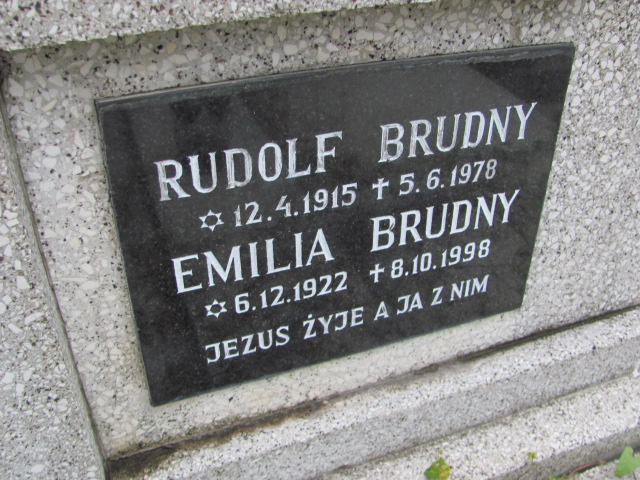 RUDOLF BRUDNY
✡ 12.4.1915 ✝ 5.6.1978
EMILIA BRUDNY
✡ 6.12.1922 ✝ 8.10.1998
JEZUS ŻYJE A JA Z NIM